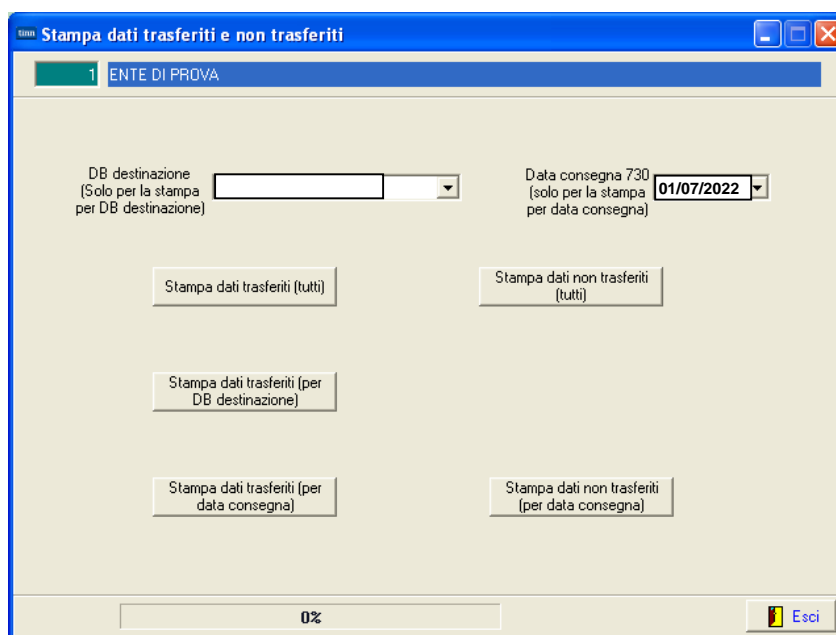 tinn Stampa dati trasferiti e non trasferiti
1 ENTE DI PROVA
DB destinazione
(Solo per la stampa
per DB destinazione)
Data consegna 730
(solo per la stampa
per data consegna)
01/07/2022
Stampa dati trasferiti (tutti)
Stampa dati non trasferiti
(tutti)
Stampa dati trasferiti (per
DB destinazione)
Stampa dati trasferiti (per
data consegna)
Stampa dati non trasferiti
(per data consegna)
0%
Esci